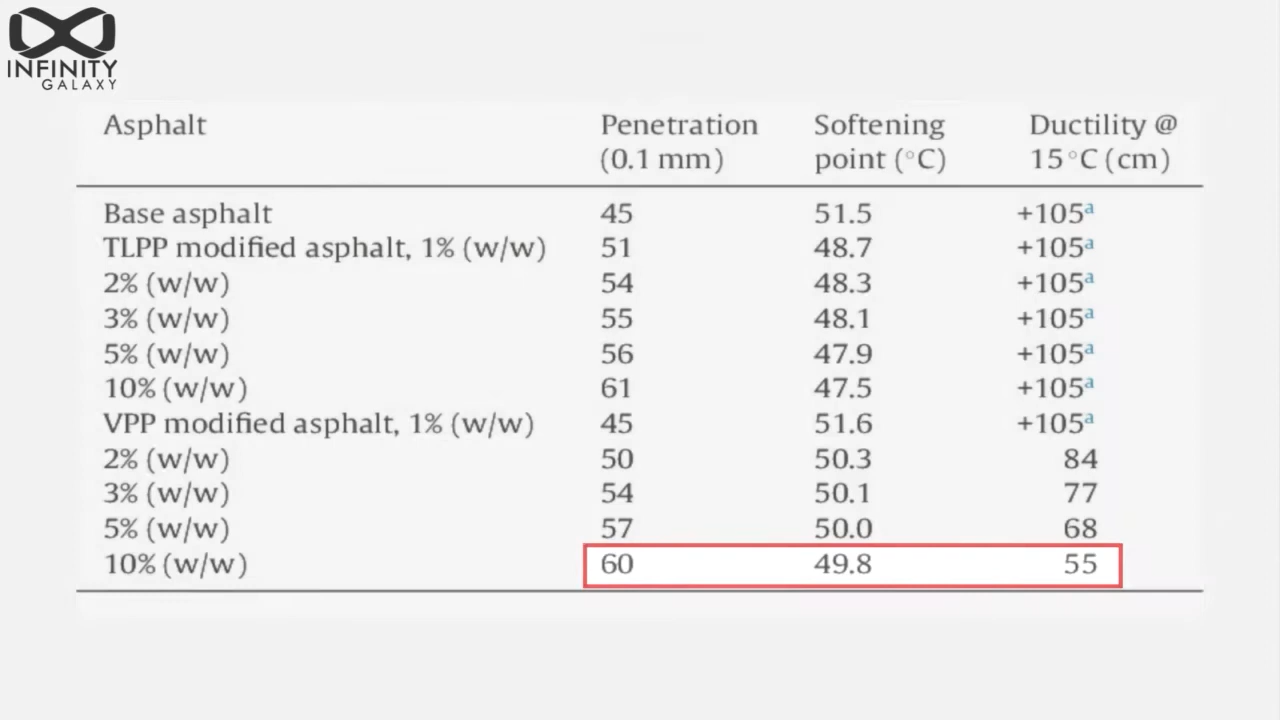 INFINITY
GALAXY
Asphalt Penetration (0.1 mm) Softening point (°C) Ductility @ 15 °C (cm)
Base asphalt 45 51.5 +105ᵃ
TLPP modified asphalt, 1% (w/w) 51 48.7 +105ᵃ
2% (w/w) 54 48.3 +105ᵃ
3% (w/w) 55 48.1 +105ᵃ
5% (w/w) 56 47.9 +105ᵃ
10% (w/w) 61 47.5 +105ᵃ
VPP modified asphalt, 1% (w/w) 45 51.6 +105ᵃ
2% (w/w) 50 50.3 84
3% (w/w) 54 50.1 77
5% (w/w) 57 50.0 68
10% (w/w) 60 49.8 55